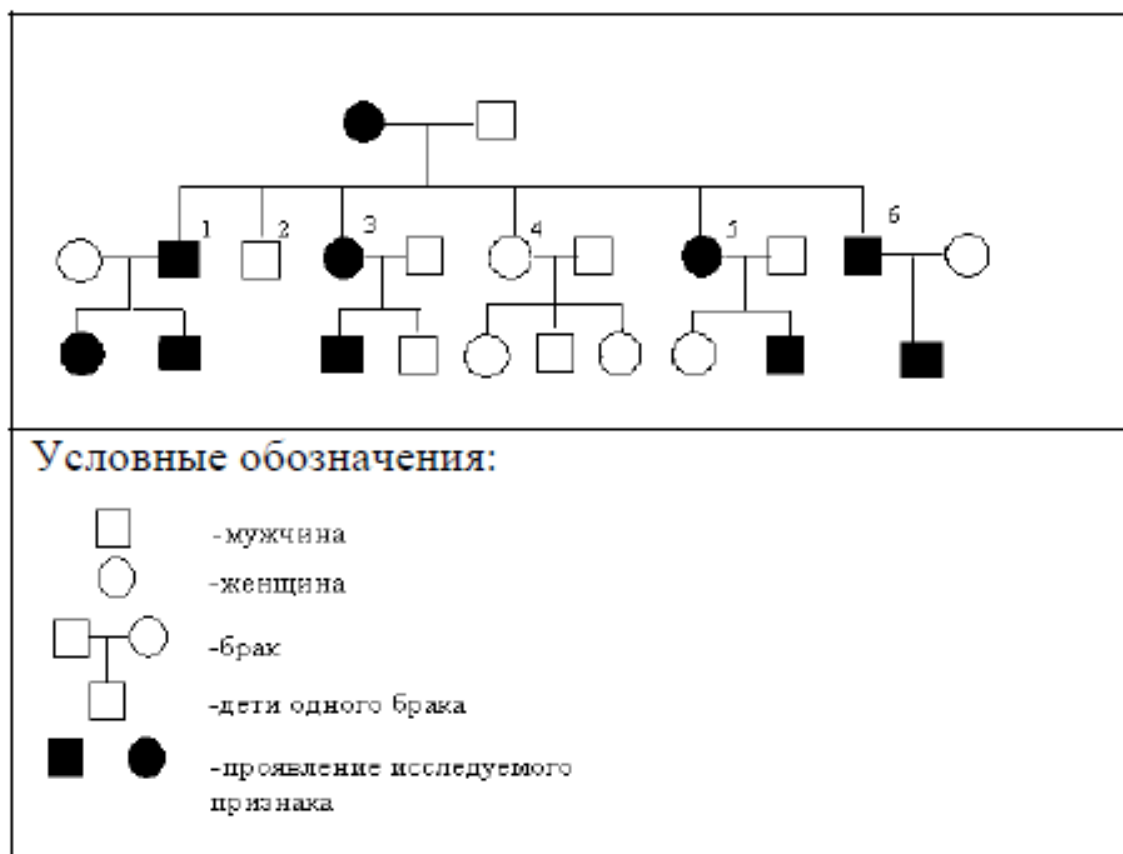 1 2 3 4 5 6
Условные обозначения:
-мужчина
-женщина
-брак
-дети одного брака
-проявление исследуемого
признака